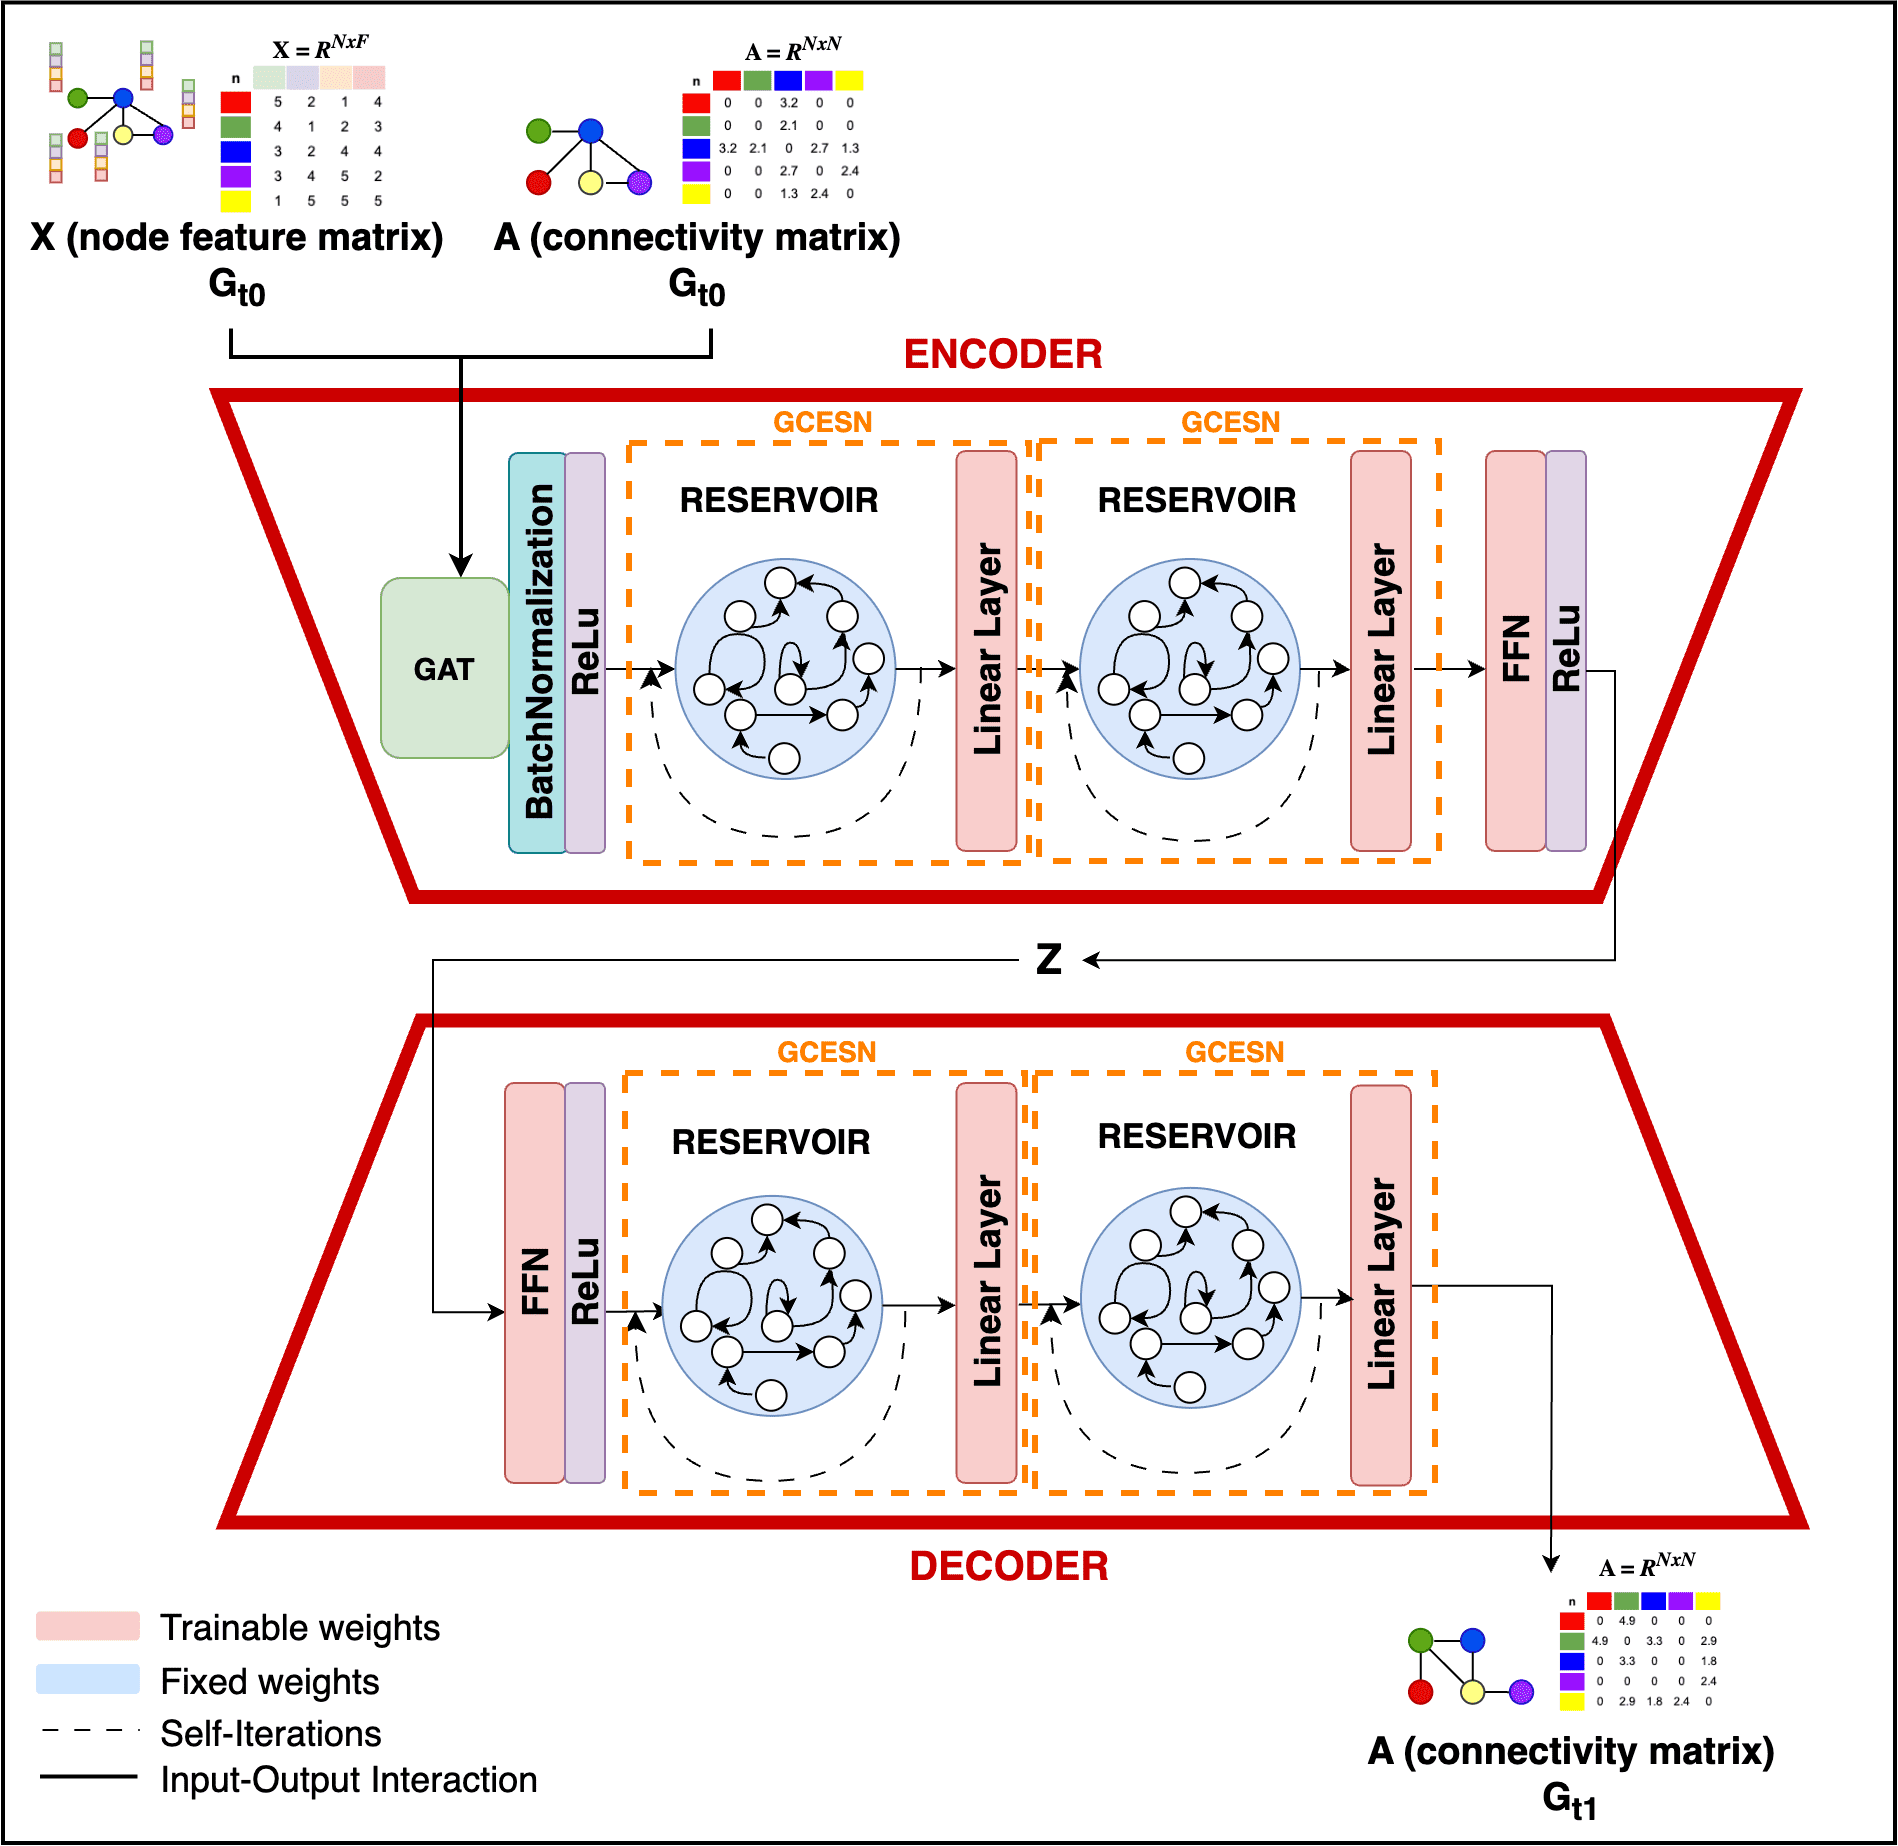 X = R^{NxF}
n
5 2 1 4
4 1 2 3
3 2 4 4
3 4 5 2
1 5 5 5
X (node feature matrix)
G_{t0}
A = R^{NxN}
n
0 0 3.2 0 0
0 0 2.1 0 0
3.2 2.1 0 2.7 1.3
0 0 2.7 0 2.4
0 0 1.3 2.4 0
A (connectivity matrix)
G_{t0}
ENCODER
GCESN
GCESN
GAT
BatchNormalization
ReLu
RESERVOIR
Linear Layer
RESERVOIR
Linear Layer
FFN
ReLu
Z
GCESN
GCESN
FFN
ReLu
RESERVOIR
Linear Layer
RESERVOIR
Linear Layer
DECODER
A = R^{NxN}
n
0 4.9 0 0 0
4.9 0 3.3 0 2.9
0 3.3 0 0 1.8
0 0 0 0 2.4
0 2.9 1.8 2.4 0
A (connectivity matrix)
G_{t1}
Trainable weights
Fixed weights
Self-Iterations
Input-Output Interaction